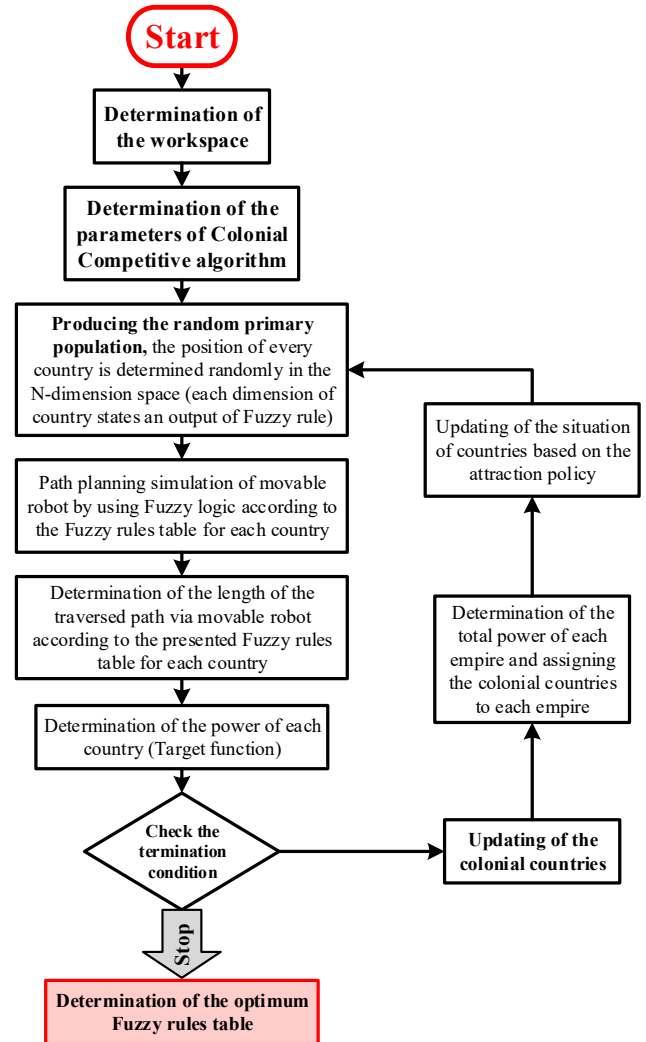 Start
Determination of
the workspace
Determination of the
parameters of Colonial
Competitive algorithm
Producing the random primary
population, the position of every
country is determined randomly in the
N-dimension space (each dimension of
country states an output of Fuzzy rule)
Path planning simulation of movable
robot by using Fuzzy logic according to
the Fuzzy rules table for each country
Determination of the length of the
traversed path via movable robot
according to the presented Fuzzy rules
table for each country
Determination of the power of each
country (Target function)
Check the
termination
condition
Updating of the
colonial countries
Determination of the
total power of each
empire and assigning
the colonial countries
to each empire
Updating of the situation
of countries based on the
attraction policy
Stop
Determination of the optimum
Fuzzy rules table